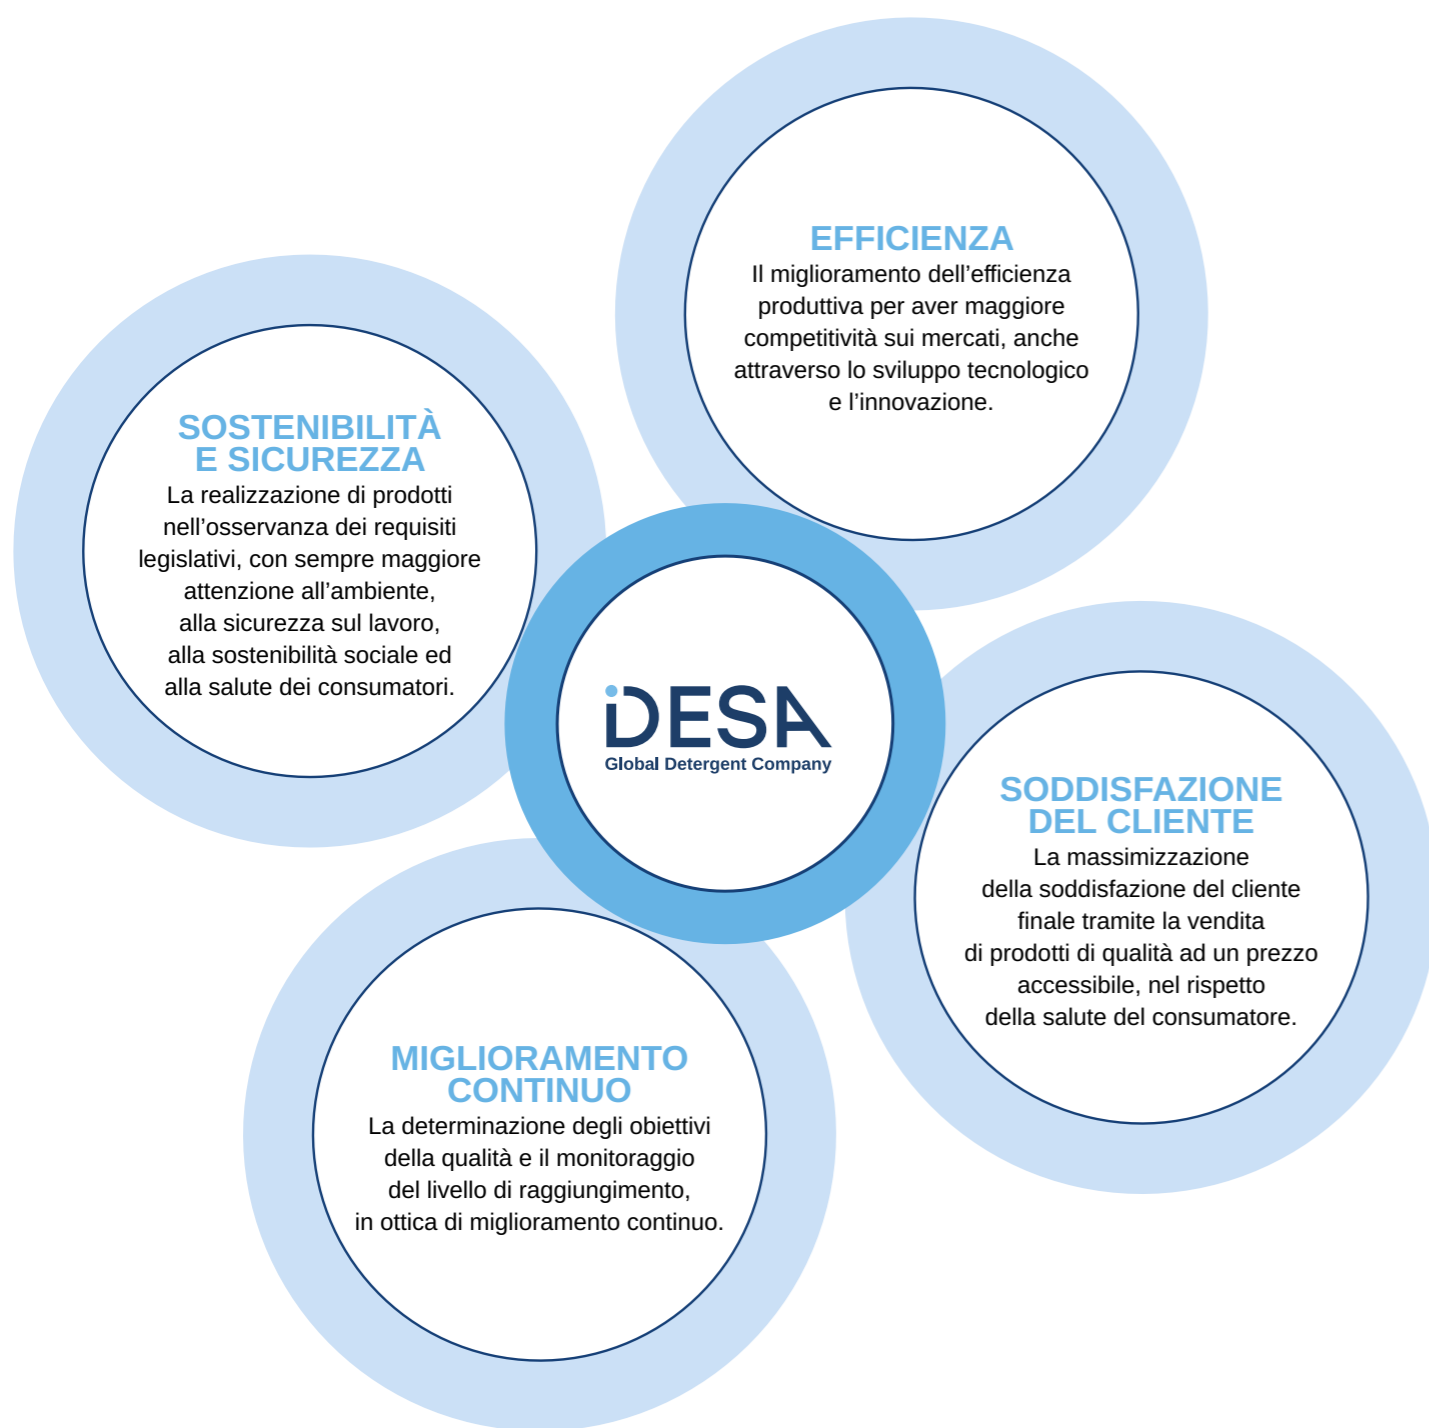 EFFICIENZA
Il miglioramento dell’efficienza
produttiva per aver maggiore
competitività sui mercati, anche
attraverso lo sviluppo tecnologico
e l’innovazione.
SOSTENIBILITÀ
E SICUREZZA
La realizzazione di prodotti
nell’osservanza dei requisiti
legislativi, con sempre maggiore
attenzione all’ambiente,
alla sicurezza sul lavoro,
alla sostenibilità sociale ed
alla salute dei consumatori.
DESA
Global Detergent Company
SODDISFAZIONE
DEL CLIENTE
La massimizzazione
della soddisfazione del cliente
finale tramite la vendita
di prodotti di qualità ad un prezzo
accessibile, nel rispetto
della salute del consumatore.
MIGLIORAMENTO
CONTINUO
La determinazione degli obiettivi
della qualità e il monitoraggio
del livello di raggiungimento,
in ottica di miglioramento continuo.